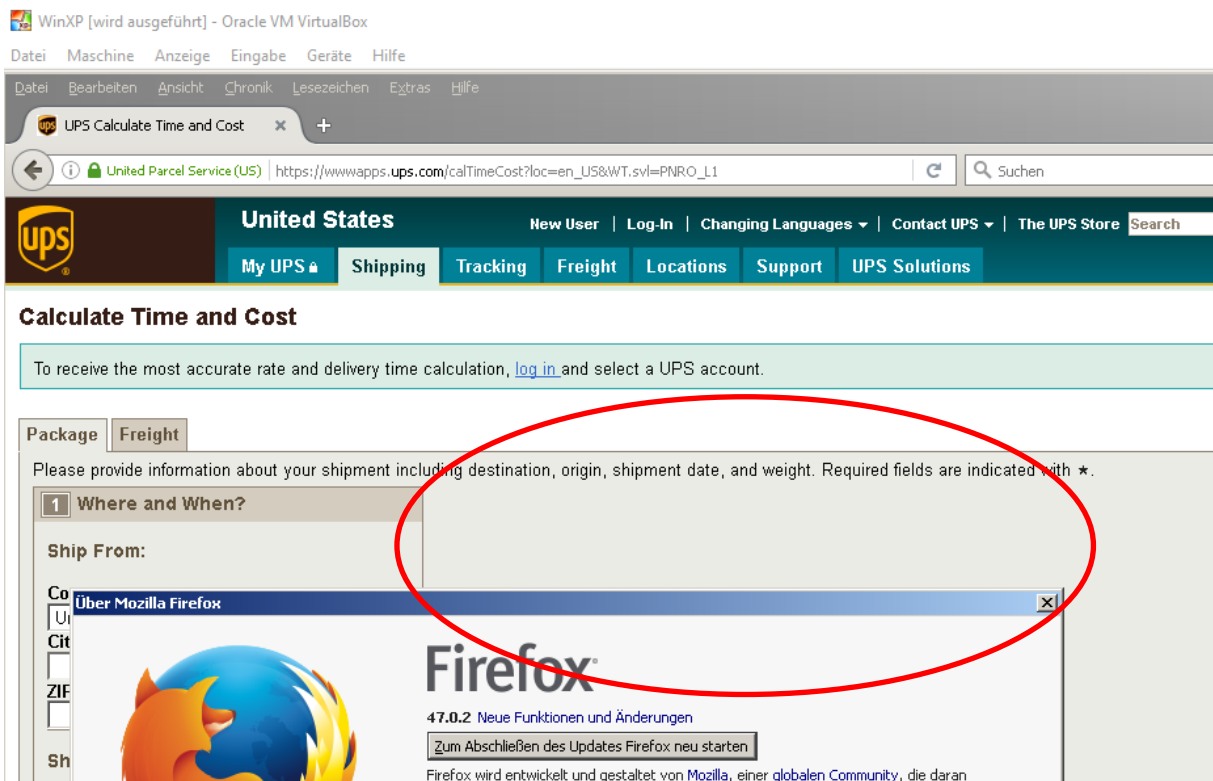 WinXP [wird ausgeführt] - Oracle VM VirtualBox
Datei Maschine Anzeige Eingabe Geräte Hilfe
Datei Bearbeiten Ansicht Chronik Lesezeichen Extras Hilfe
UPS Calculate Time and Cost
United Parcel Service (US) https://wwwapps.ups.com/calTimeCost?loc=en_US&WT.svl=PNRO_L1 Suchen
ups United States New User | Log-In | Changing Languages | Contact UPS | The UPS Store Search
My UPS Shipping Tracking Freight Locations Support UPS Solutions
Calculate Time and Cost
To receive the most accurate rate and delivery time calculation, log in and select a UPS account.
Package Freight
Please provide information about your shipment including destination, origin, shipment date, and weight. Required fields are indicated with *.
1 Where and When?
Ship From:
Co
Über Mozilla Firefox
Cit
Firefox
ZIP
47.0.2 Neue Funktionen und Änderungen
Zum Abschließen des Updates Firefox neu starten
Sh
Firefox wird entwickelt und gestaltet von Mozilla, einer globalen Community, die daran